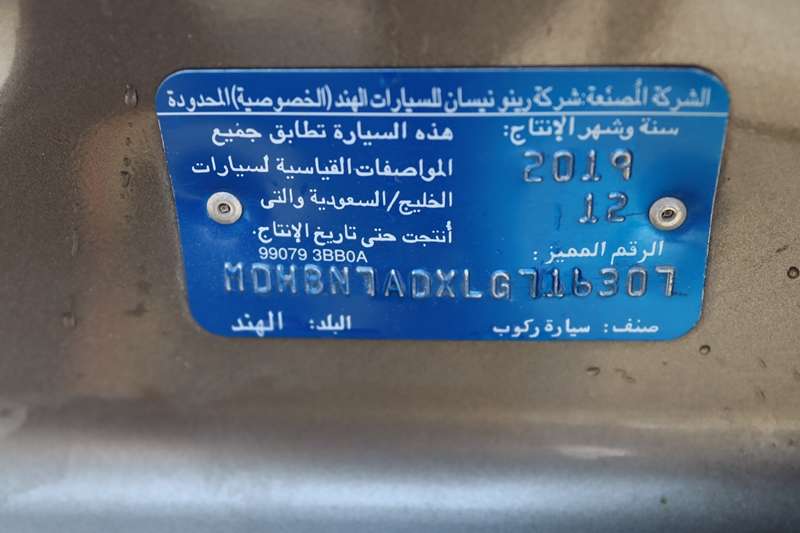 الشركة المُصنّعة: شركة رينو نيسان للسيارات الهند (الخصوصية) المحدودة
سنة وشهر الإنتاج:
2019
12
هذه السيارة تطابق جميع
المواصفات القياسية لسيارات
الخليج/السعودية والتى
أنتجت حتى تاريخ الإنتاج.
الرقم المميز:
99079 3BB0A
MDHBN7ADXLG716307
صنف: سيارة ركوب
البلد: الهند